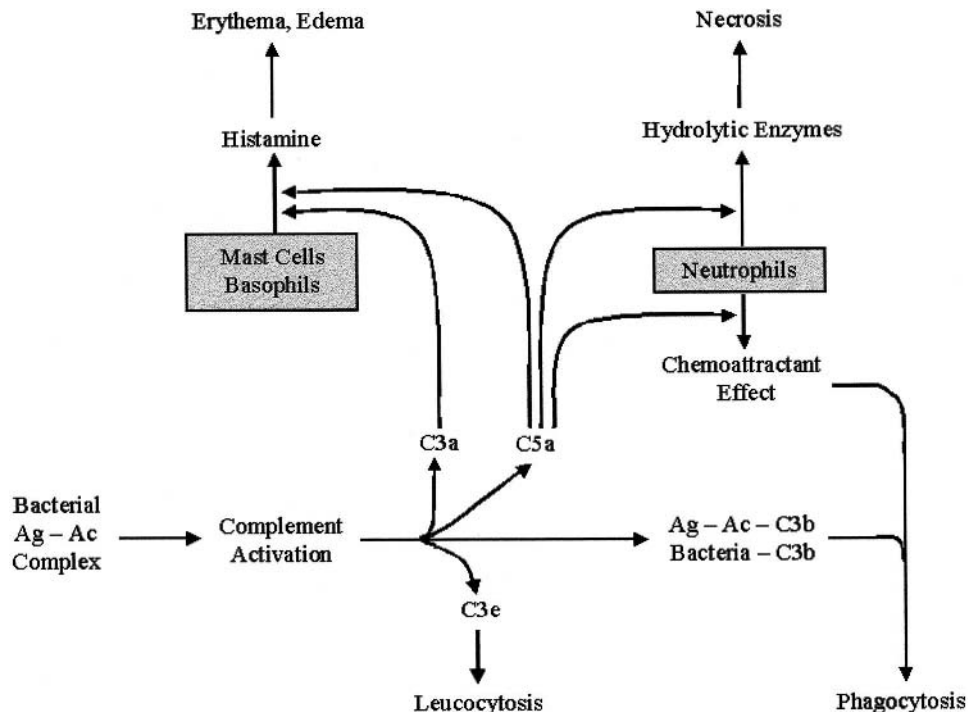 Erythema, Edema
Necrosis
Histamine
Hydrolytic Enzymes
Mast Cells
Basophils
Neutrophils
Chemoattractant
Effect
C3a
C5a
Bacterial
Ag – Ac
Complex
Complement
Activation
Ag – Ac – C3b
Bacteria – C3b
C3e
Leucocytosis
Phagocytosis